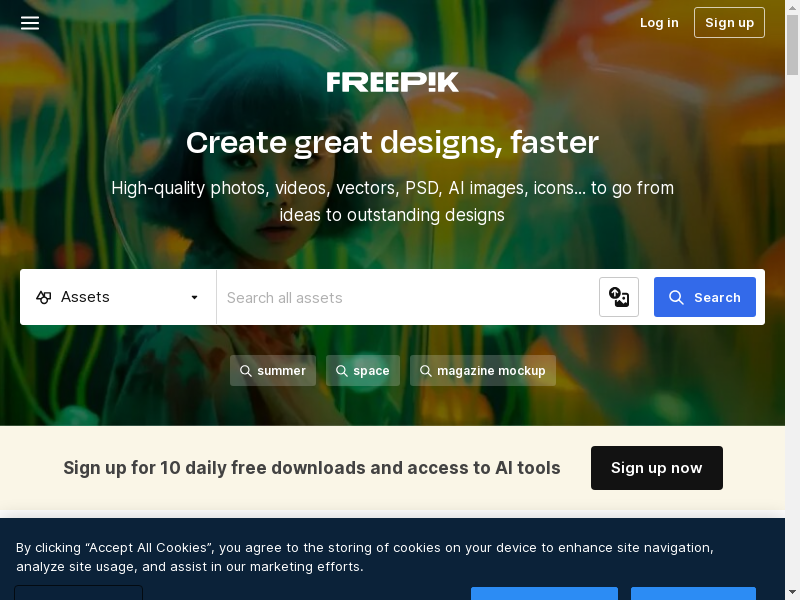 Log in
Sign up
FREEPIK
Create great designs, faster
High-quality photos, videos, vectors, PSD, AI images, icons... to go from
ideas to outstanding designs
Assets
Search all assets
Search
summer
space
magazine mockup
Sign up for 10 daily free downloads and access to AI tools
Sign up now
By clicking “Accept All Cookies”, you agree to the storing of cookies on your device to enhance site navigation,
analyze site usage, and assist in our marketing efforts.